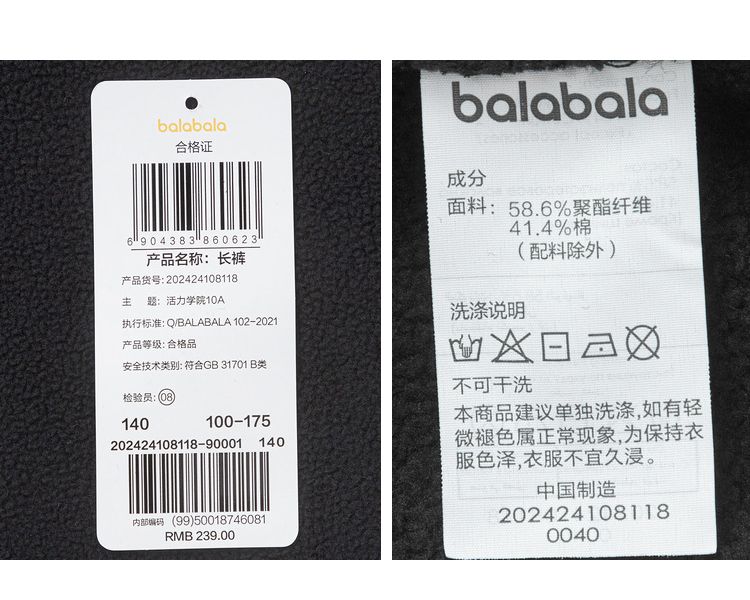 balabala
合格证
6 904383 860623
产品名称：长裤
产品货号：202424108118
主 题：活力学院10A
执行标准：Q/BALABALA 102-2021
产品等级：合格品
安全技术类别：符合GB 31701 B类
检验员：08
140 100-175
202424108118-90001 140
内部编码 (99)50018746081
RMB 239.00
balabala
成分
面料：58.6%聚酯纤维
41.4%棉
（配料除外）
洗涤说明
不可干洗
本商品建议单独洗涤,如有轻
微褪色属正常现象,为保持衣
服色泽,衣服不宜久浸。
中国制造
202424108118
0040